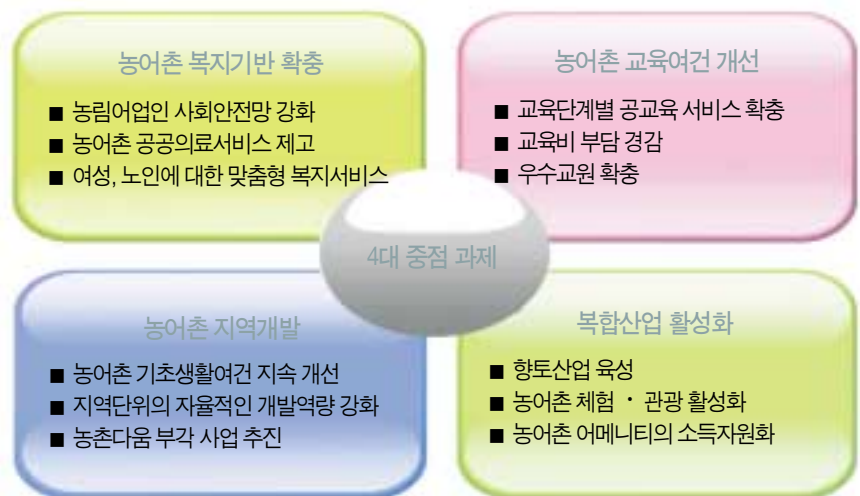 농어촌 복지기반 확충
■ 농림어업인 사회안전망 강화
■ 농어촌 공공의료서비스 제고
■ 여성, 노인에 대한 맞춤형 복지서비스
농어촌 교육여건 개선
■ 교육단계별 공교육 서비스 확충
■ 교육비 부담 경감
■ 우수교원 확충
4대 중점 과제
농어촌 지역개발
■ 농어촌 기초생활여건 지속 개선
■ 지역단위의 자율적인 개발역량 강화
■ 농촌다움 부각 사업 추진
복합산업 활성화
■ 향토산업 육성
■ 농어촌 체험 · 관광 활성화
■ 농어촌 어메니티의 소득자원화